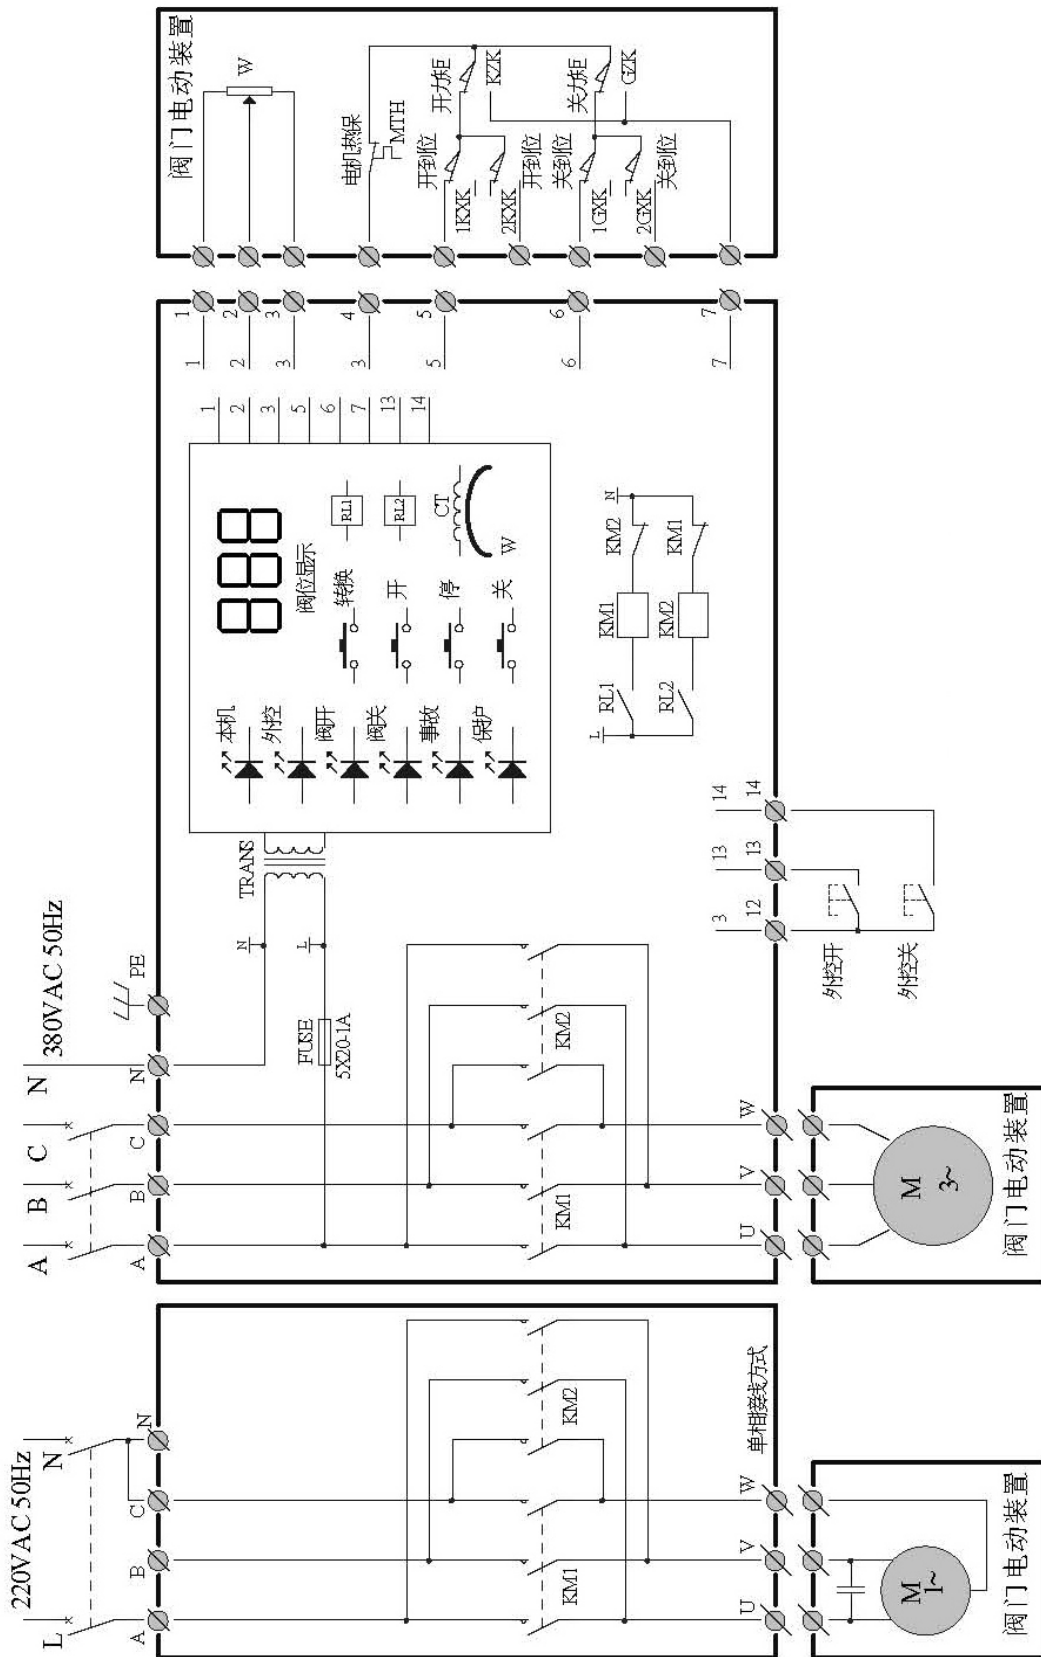 220VAC 50Hz
L
N
A
B
C
N
KM1
KM2
U
V
W
单相接线方式
M
1~
阀门电动装置
380VAC 50Hz
A
B
C
N
A
B
C
N
PE
FUSE
5X20-1A
N
L
TRANS
KM1
KM2
U
V
W
M
3~
阀门电动装置
本机
外控
阀开
阀关
事故
保护
阀位显示
转换
开
停
关
RL1
RL2
CT
W
1
2
3
5
6
7
13
14
L
RL1
KM1
KM2
N
RL2
KM2
KM1
3
13
14
12
13
14
外控开
外控关
1
2
3
3
5
6
7
1
2
3
4
5
6
7
阀门电动装置
W
电机热保
MTH
开到位
1KXK
2KXK
开到位
开力矩
KZK
关到位
1GXK
2GXK
关到位
关力矩
GZK